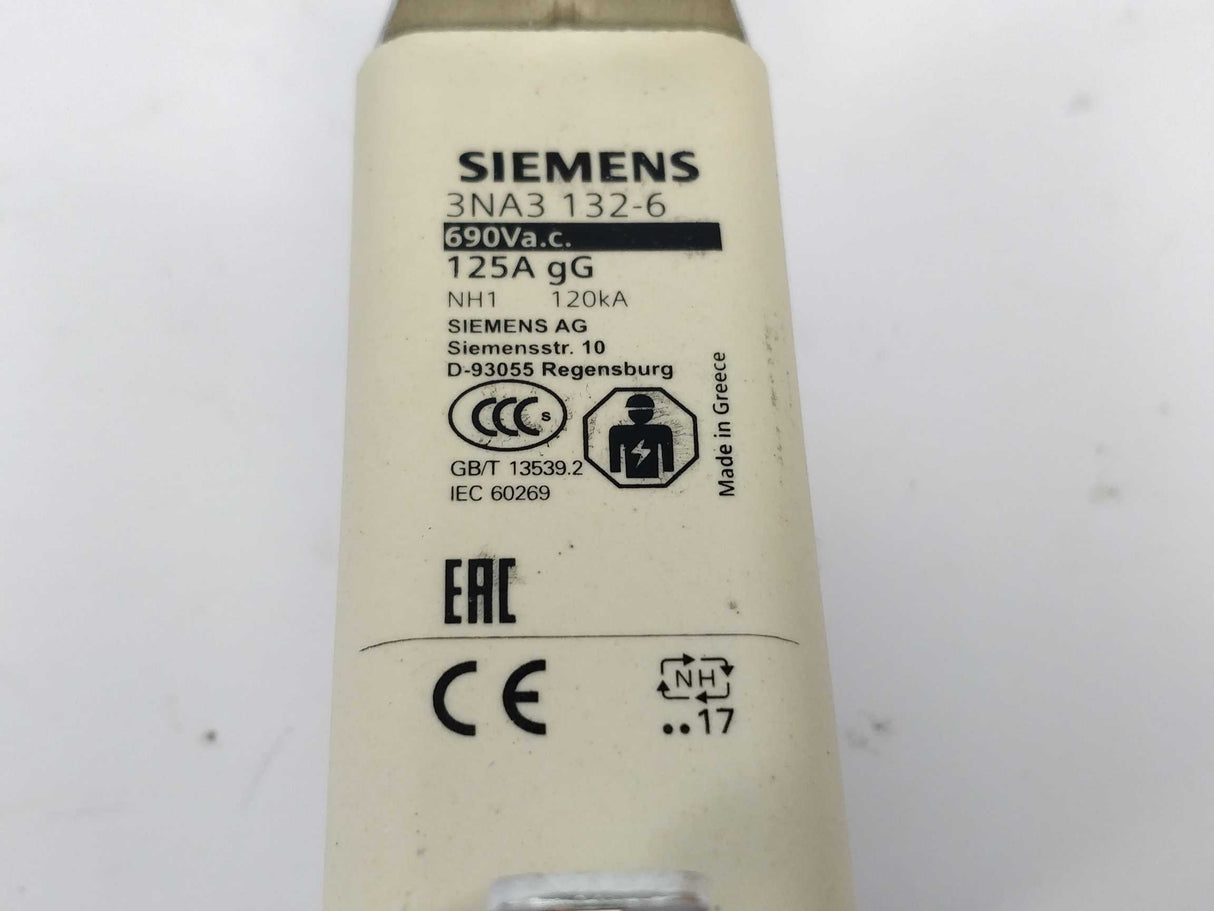 SIEMENS
3NA3 132-6
690Va.c.
125A gG
NH1 120kA
SIEMENS AG
Siemensstr. 10
D-93055 Regensburg
CCC S
Made in Greece
GB/T 13539.2
IEC 60269
EAC
CE
NH
••17